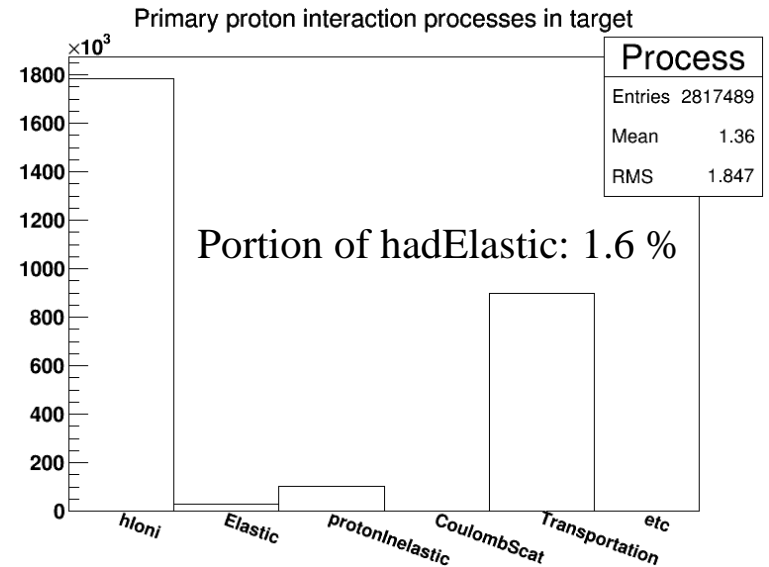 Primary proton interaction processes in target
×10³
Process
Entries 2817489
Mean 1.36
RMS 1.847
Portion of hadElastic: 1.6 %
1800
1600
1400
1200
1000
800
600
400
200
0
hIoni
Elastic
protonInelastic
CoulombScat
Transportation
etc